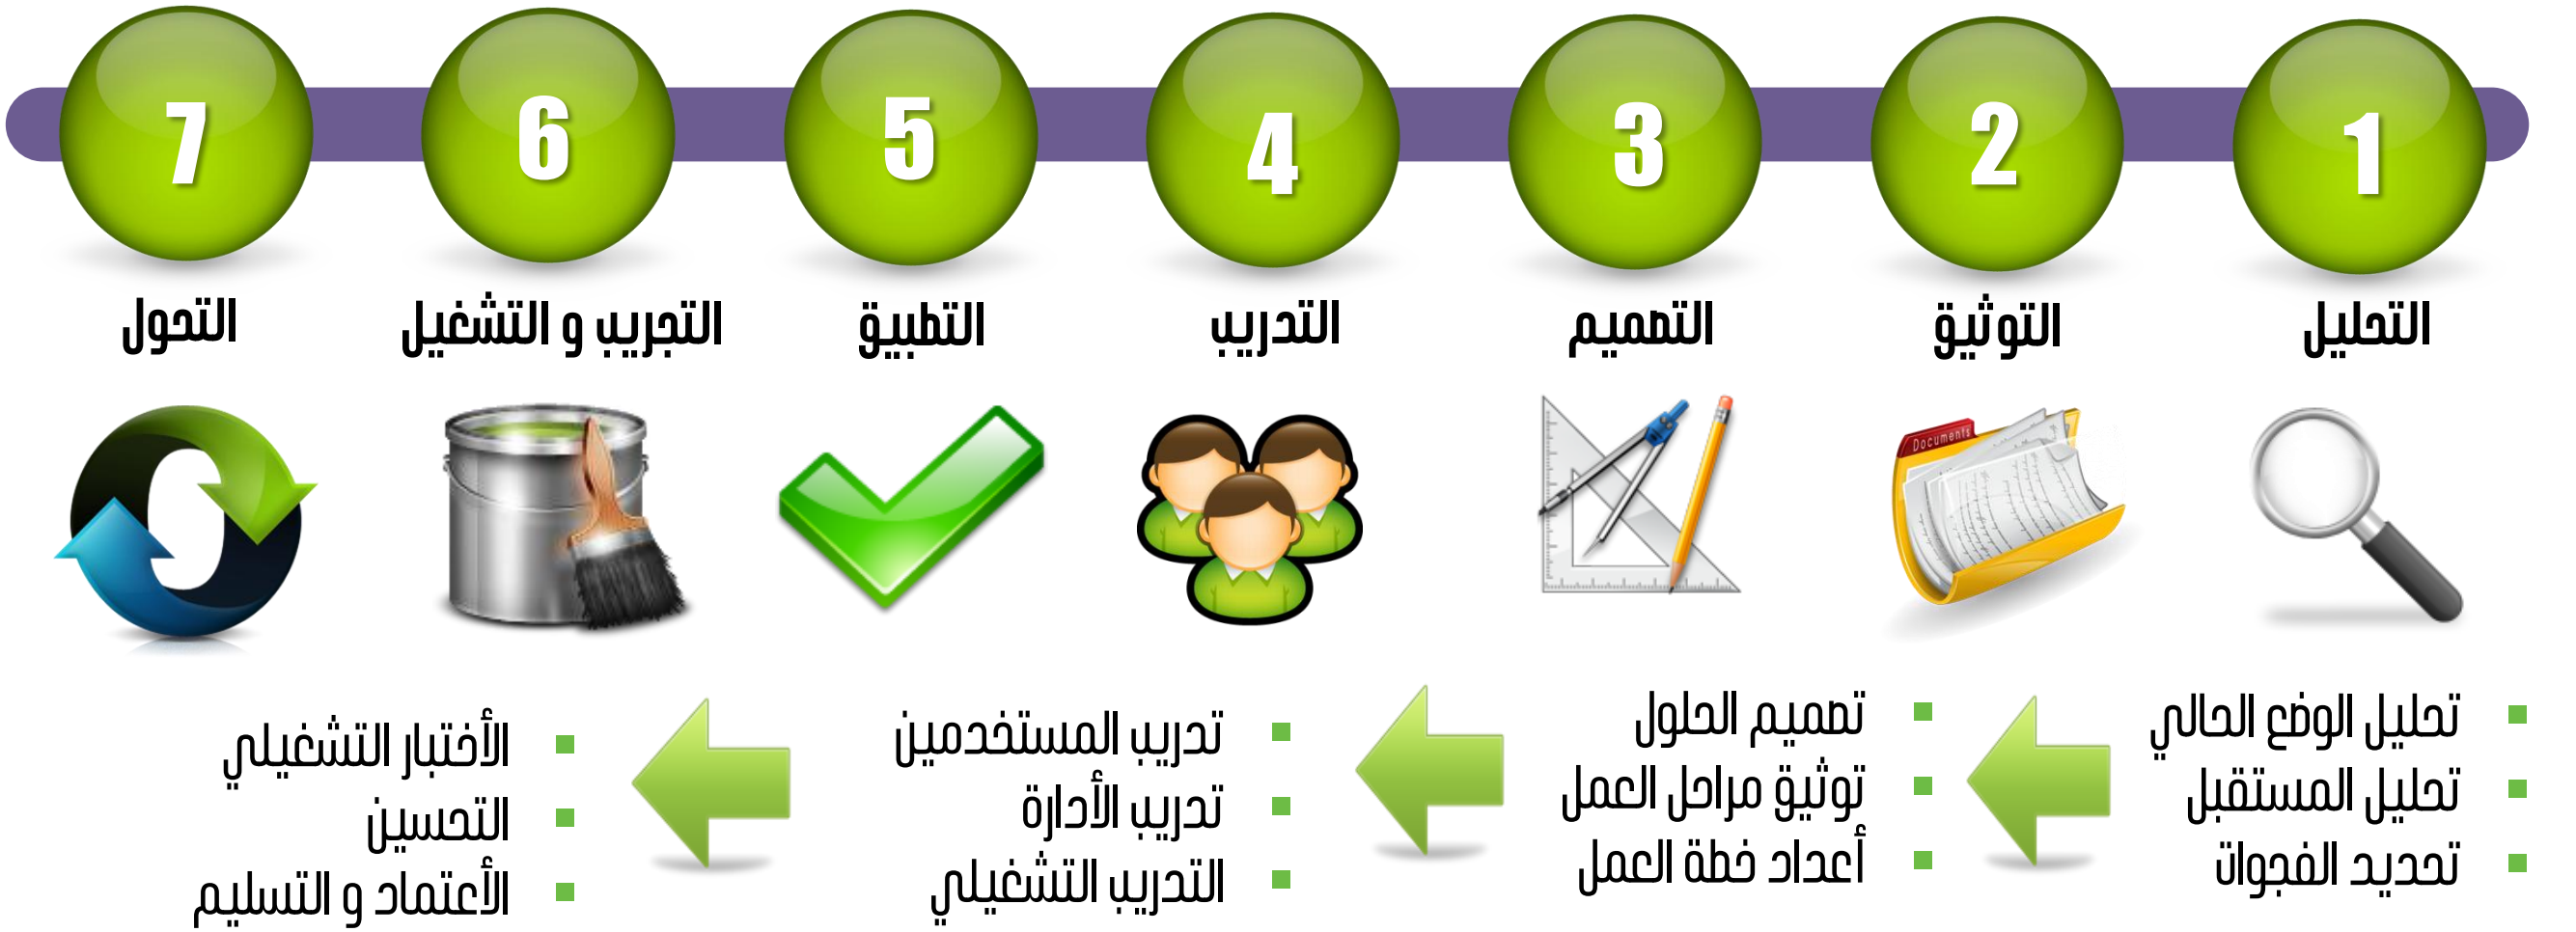 1
2
3
4
5
6
7
التحليل
التوثيق
التصميم
التدريب
التطبيق
التجريب و التشغيل
التحول
Documents
تحليل الوضع الحالي
تحليل المستقبل
تحديد الفجوات
تصميم الحلول
توثيق مراحل العمل
أعداد خطة العمل
تدريب المستخدمين
تدريب الأدارة
التدريب التشغيلي
الأختبار التشغيلي
التحسين
الأعتماد و التسليم